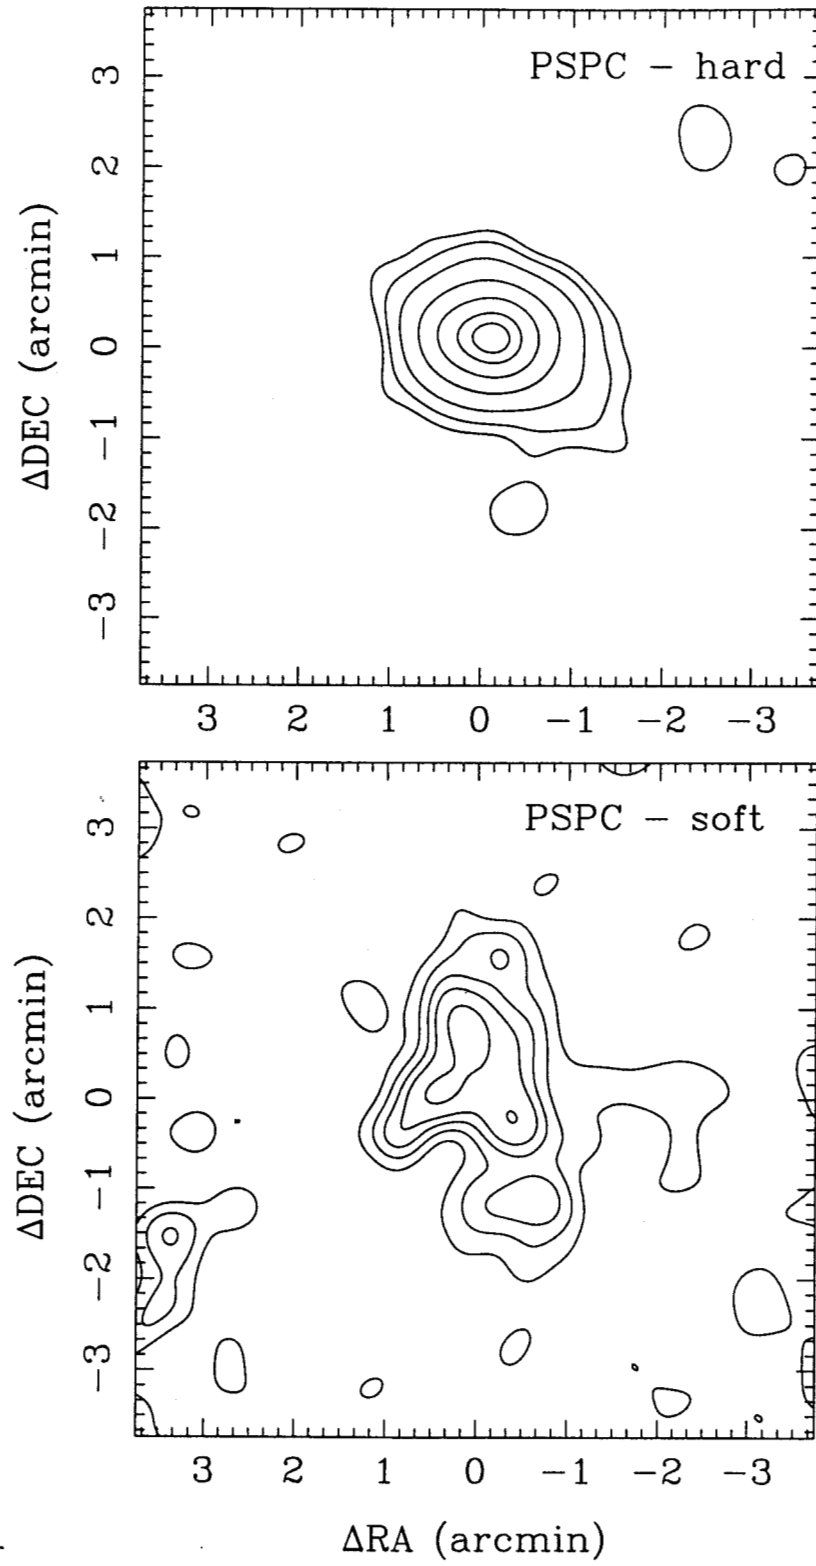 PSPC – hard
3
2
1
0
−1
−2
−3
ΔDEC (arcmin)
3 2 1 0 −1 −2 −3
PSPC – soft
3
2
1
0
−1
−2
−3
ΔDEC (arcmin)
3 2 1 0 −1 −2 −3
ΔRA (arcmin)